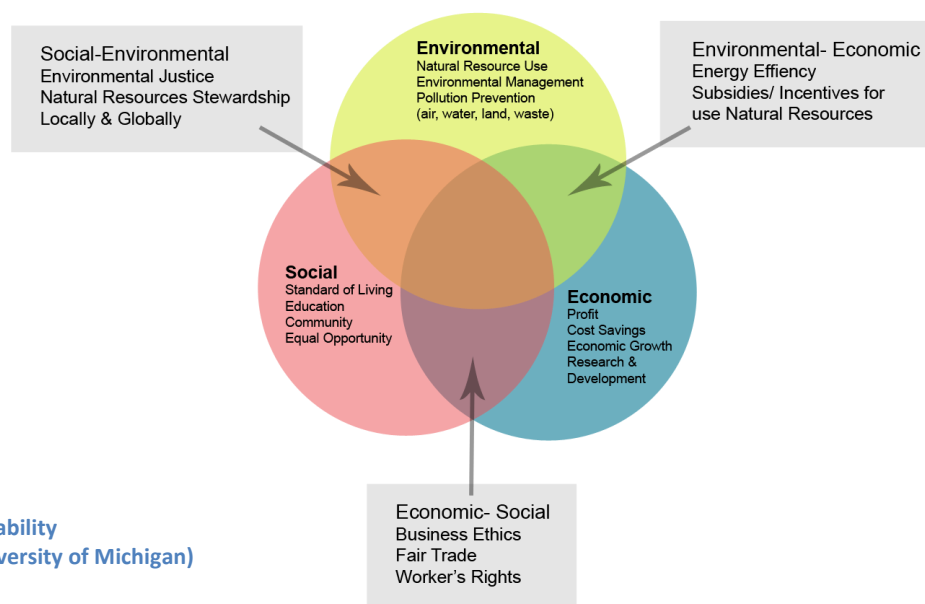 Social-Environmental
Environmental Justice
Natural Resources Stewardship
Locally & Globally
Environmental
Natural Resource Use
Environmental Management
Pollution Prevention
(air, water, land, waste)
Environmental- Economic
Energy Effiency
Subsidies/ Incentives for
use Natural Resources
Social
Standard of Living
Education
Community
Equal Opportunity
Economic
Profit
Cost Savings
Economic Growth
Research &
Development
Economic- Social
Business Ethics
Fair Trade
Worker's Rights
of Michigan)